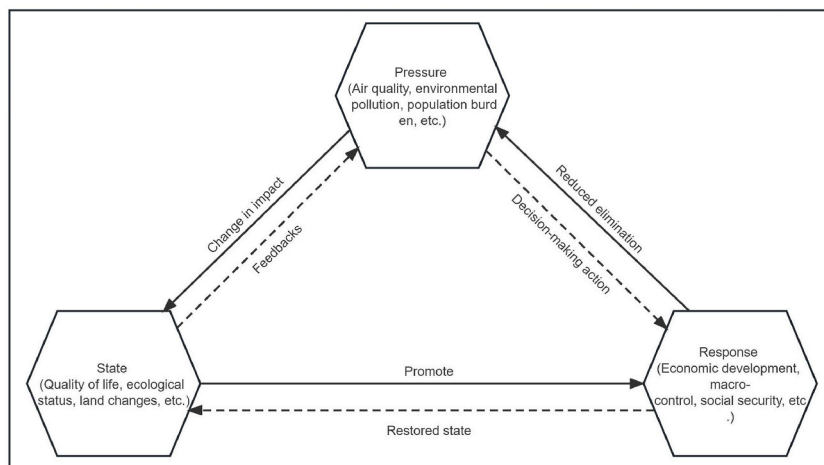 Pressure
(Air quality, environmental
pollution, population burd
en, etc.)
Change in impact
Feedbacks
Reduced elimination
Decision-making action
State
(Quality of life, ecological
status, land changes, etc.)
Promote
Restored state
Response
(Economic development,
macro-
control, social security, etc
.)